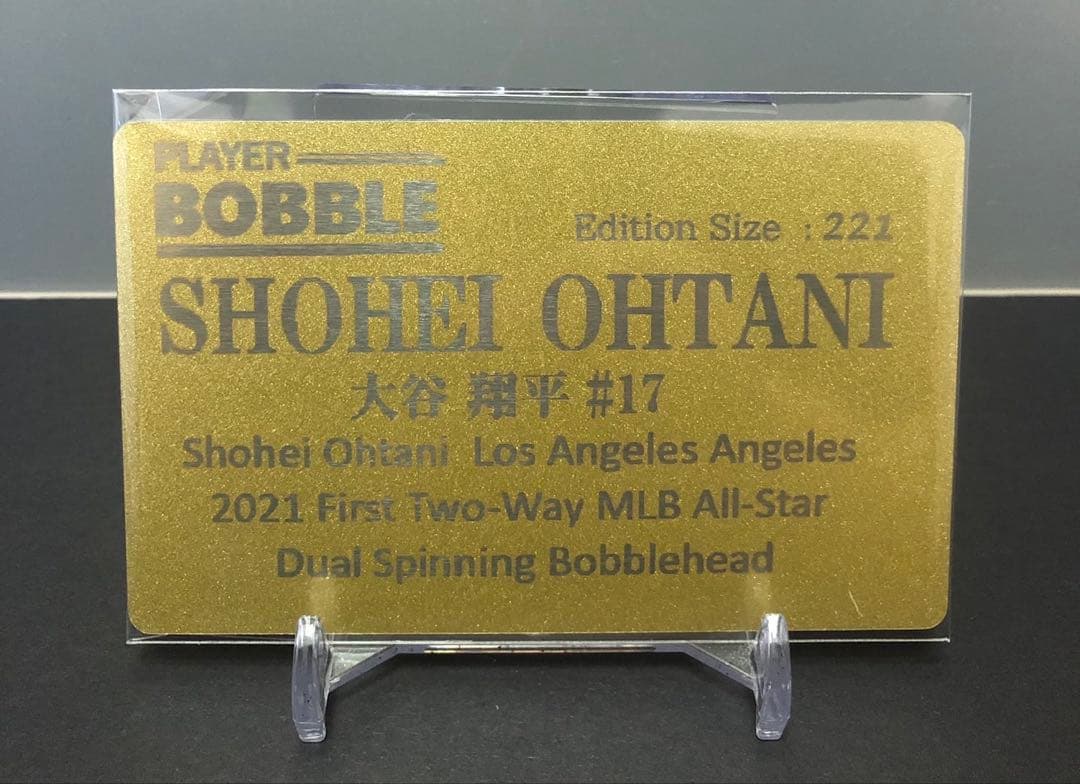 PLAYER
BOBBLE
Edition Size : 221
SHOHEI OHTANI
大谷 翔平 #17
Shohei Ohtani Los Angeles Angeles
2021 First Two-Way MLB All-Star
Dual Spinning Bobblehead